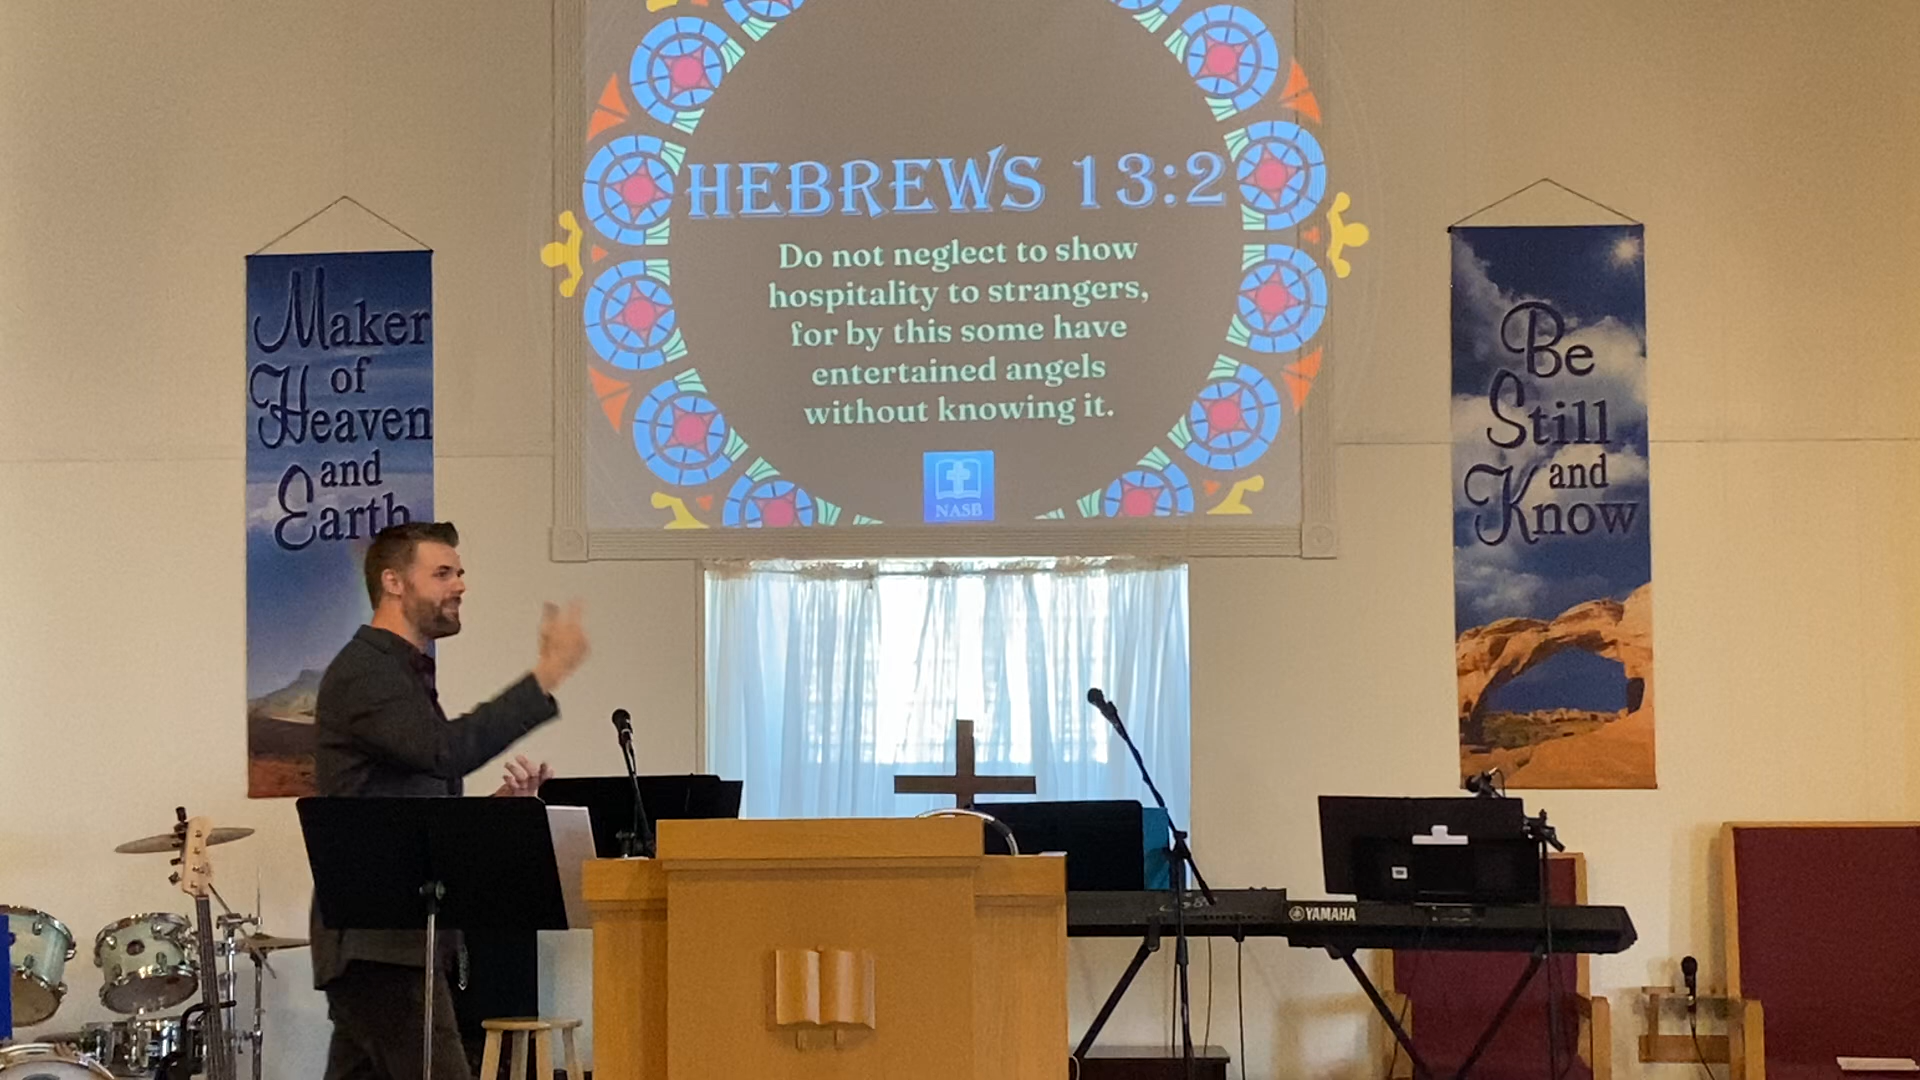 HEBREWS 13:2
Do not neglect to show
hospitality to strangers,
for by this some have
entertained angels
without knowing it.
NASB
Maker
of
Heaven
and
Earth
Be
Still
and
Know
YAMAHA